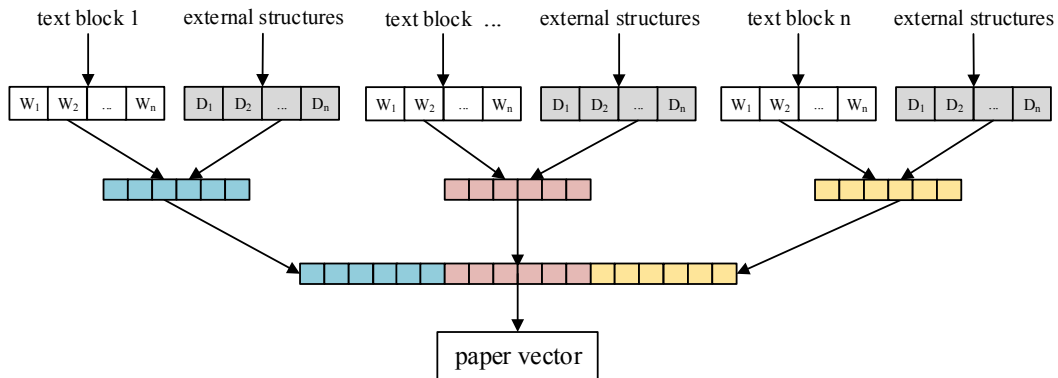 text block 1 external structures text block ... external structures text block n external structures
W₁ W₂ ... Wₙ D₁ D₂ ... Dₙ W₁ W₂ ... Wₙ D₁ D₂ ... Dₙ W₁ W₂ ... Wₙ D₁ D₂ ... Dₙ
paper vector